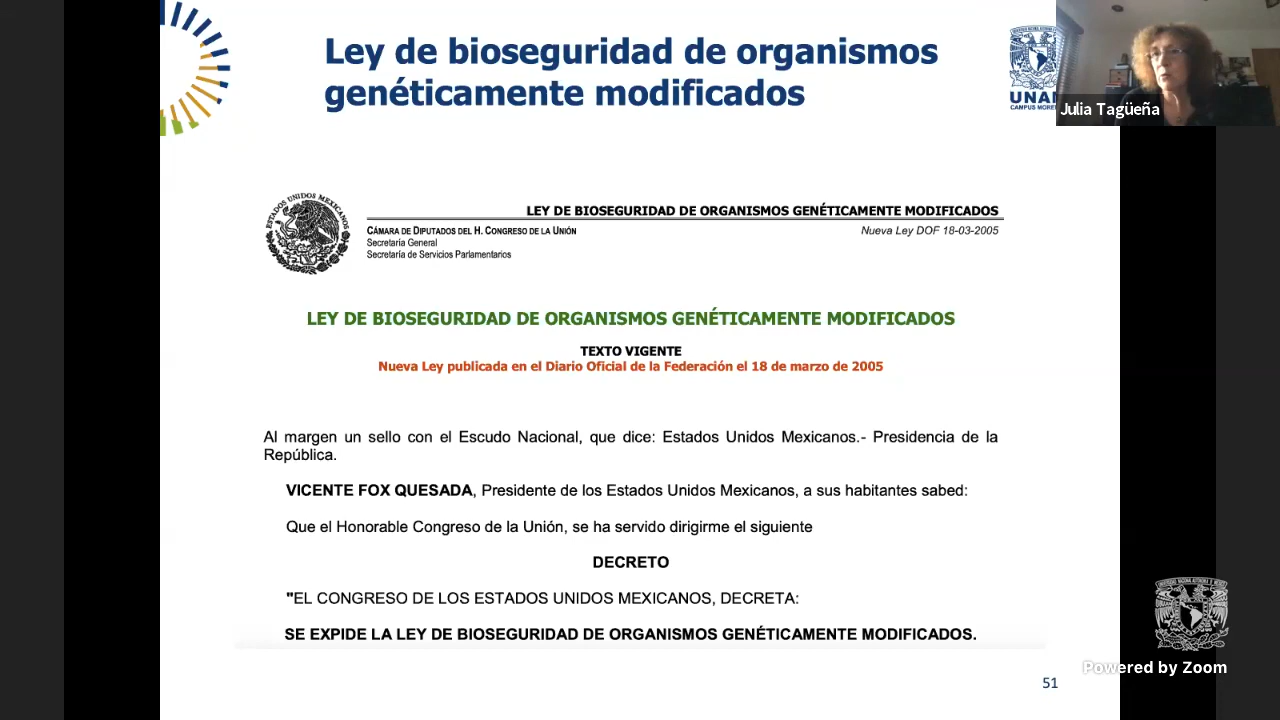 Ley de bioseguridad de organismos
genéticamente modificados
UNAM
CAMPUS MORE
Julia Tagüeña
ESTADOS UNIDOS MEXICANOS
LEY DE BIOSEGURIDAD DE ORGANISMOS GENÉTICAMENTE MODIFICADOS
CÁMARA DE DIPUTADOS DEL H. CONGRESO DE LA UNIÓN
Nueva Ley DOF 18-03-2005
Secretaría General
Secretaría de Servicios Parlamentarios
LEY DE BIOSEGURIDAD DE ORGANISMOS GENÉTICAMENTE MODIFICADOS
TEXTO VIGENTE
Nueva Ley publicada en el Diario Oficial de la Federación el 18 de marzo de 2005
Al margen un sello con el Escudo Nacional, que dice: Estados Unidos Mexicanos.- Presidencia de la
República.
VICENTE FOX QUESADA, Presidente de los Estados Unidos Mexicanos, a sus habitantes sabed:
Que el Honorable Congreso de la Unión, se ha servido dirigirme el siguiente
DECRETO
"EL CONGRESO DE LOS ESTADOS UNIDOS MEXICANOS, DECRETA:
SE EXPIDE LA LEY DE BIOSEGURIDAD DE ORGANISMOS GENÉTICAMENTE MODIFICADOS.
Powered by Zoom
51